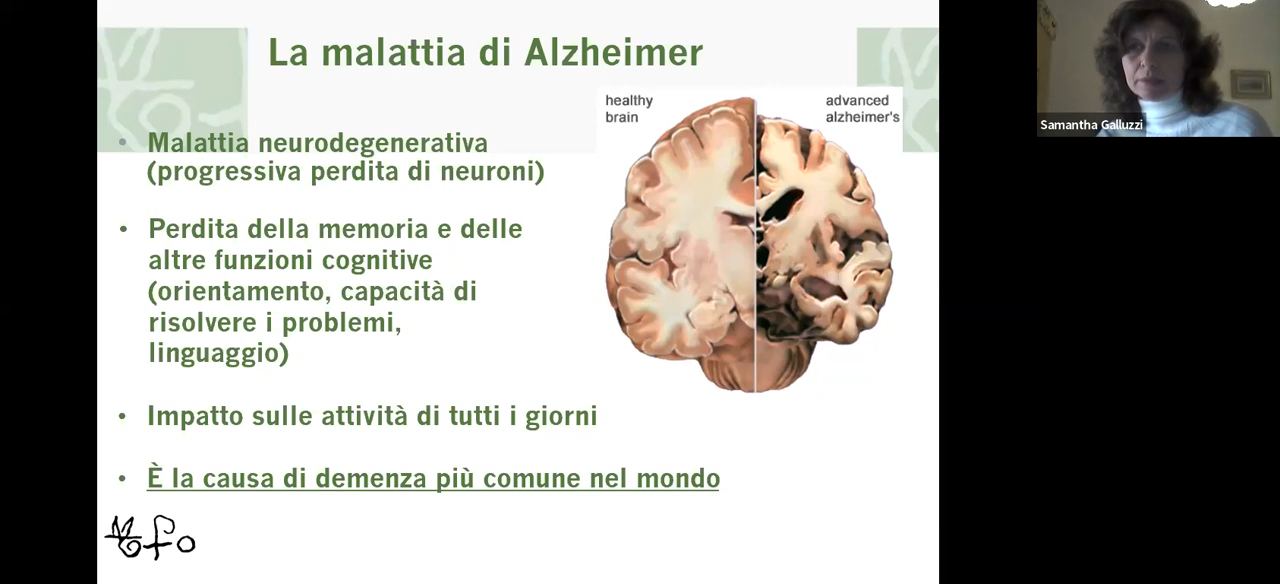 La malattia di Alzheimer
healthy
brain
advanced
alzheimer's
Malattia neurodegenerativa
(progressiva perdita di neuroni)
Perdita della memoria e delle
altre funzioni cognitive
(orientamento, capacità di
risolvere i problemi,
linguaggio)
Impatto sulle attività di tutti i giorni
È la causa di demenza più comune nel mondo
Samantha Galluzzi